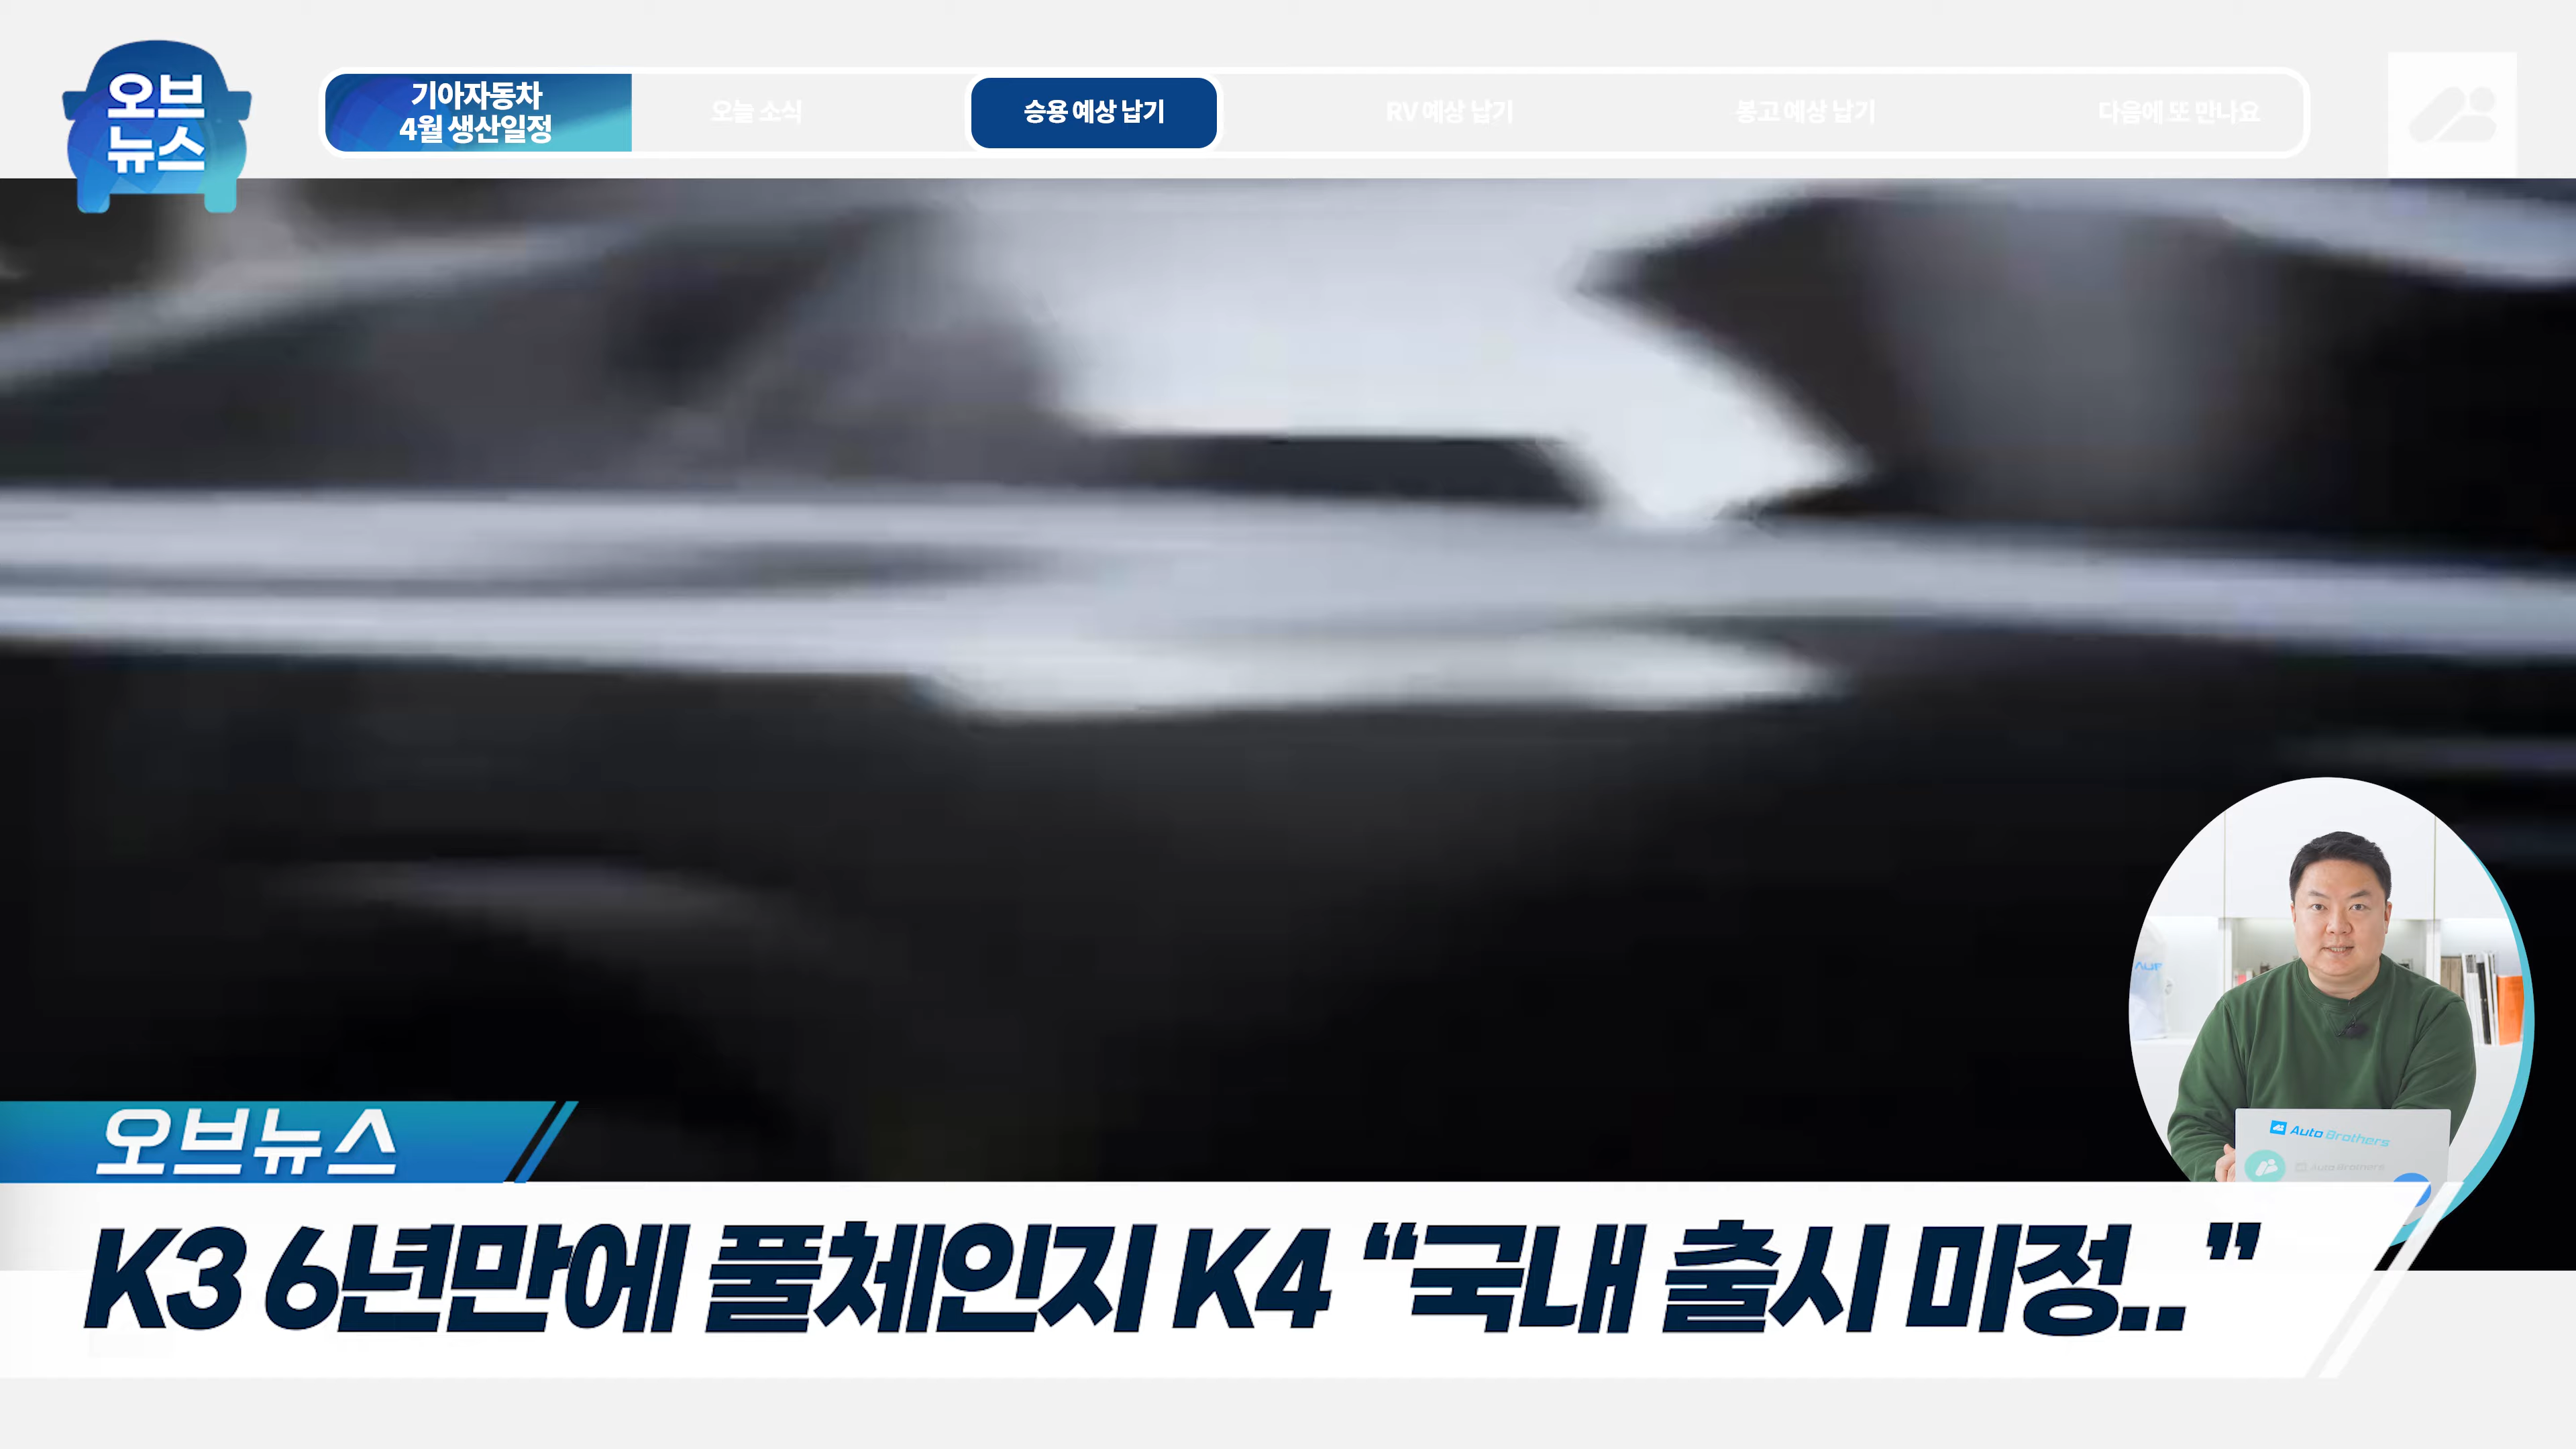 오브
뉴스
기아자동차
4월 생산일정
오늘 소식
승용 예상 납기
RV 예상 납기
봉고 예상 납기
다음에 또 만나요
Auto Brothers
Auto Brothers
오브뉴스
K3 6년만에 풀체인지 K4 “국내 출시 미정..”